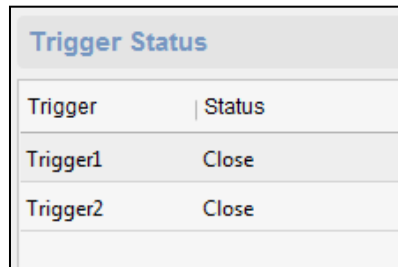 Trigger Status
Trigger | Status
Trigger1 Close
Trigger2 Close